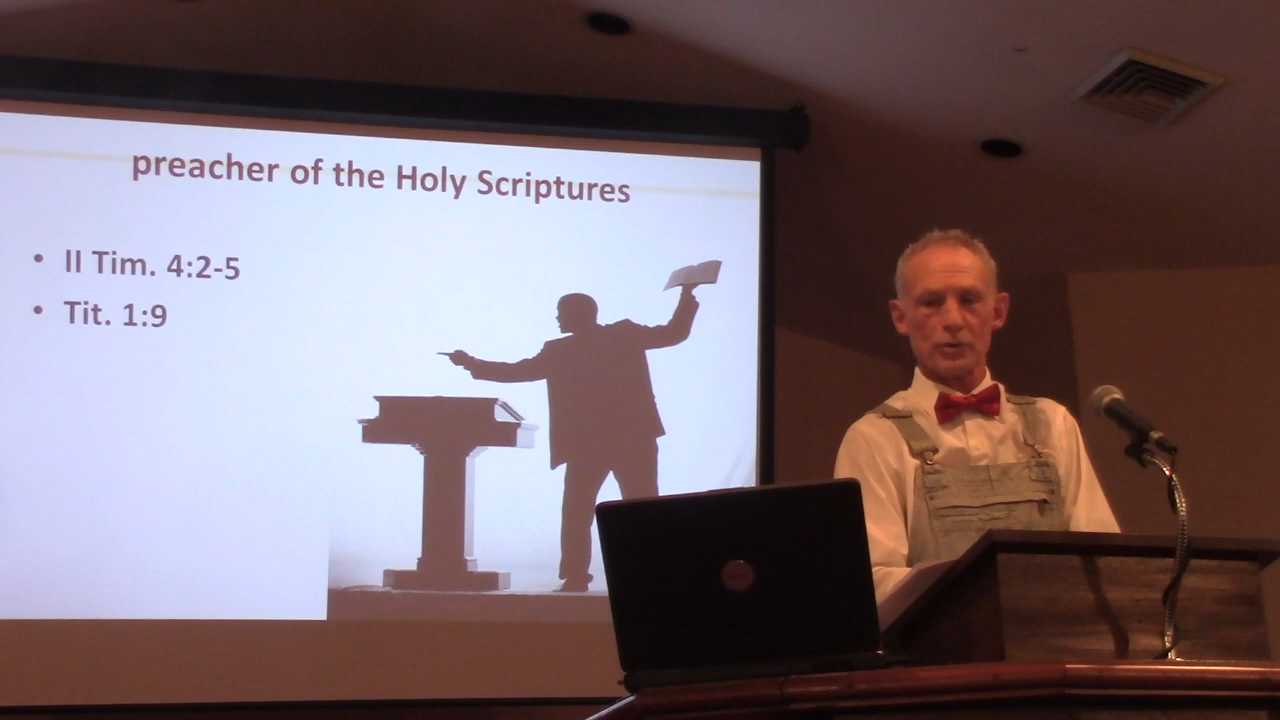 preacher of the Holy Scriptures
• II Tim. 4:2-5
• Tit. 1:9